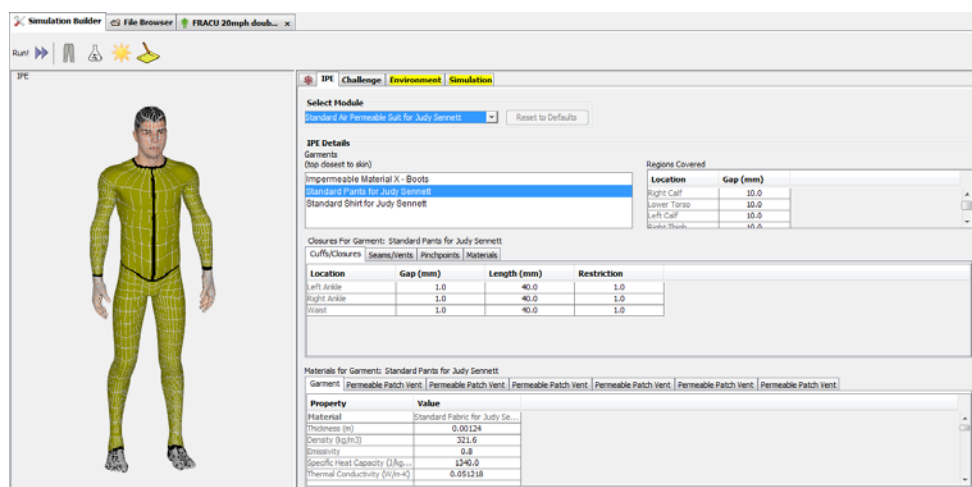 Simulation Builder File Browser FRACU 20mph doub... x
Run!
IPE
IPE Challenge Environment Simulation
Select Module
Standard Air Permeable Suit for Judy Sennett Reset to Defaults
IPE Details
Garments
(top closest to skin)
Regions Covered
Impermeable Material X - Boots
Standard Pants for Judy Sennett
Standard Shirt for Judy Sennett
Location Gap (mm)
Right Calf 10.0
Lower Torso 10.0
Left Calf 10.0
Right Thigh 10.0
Closures For Garment: Standard Pants for Judy Sennett
Cuffs/Closures Seams/Vents Pinchpoints Materials
Location Gap (mm) Length (mm) Restriction
Left Ankle 1.0 40.0 1.0
Right Ankle 1.0 40.0 1.0
Waist 1.0 40.0 1.0
Materials for Garment: Standard Pants for Judy Sennett
Garment Permeable Patch Vent Permeable Patch Vent Permeable Patch Vent Permeable Patch Vent Permeable Patch Vent Permeable Patch Vent
Property Value
Material Standard Fabric for Judy Se...
Thickness (m) 0.00124
Density (kg/m3) 321.6
Emissivity 0.8
Specific Heat Capacity (J/kg... 1340.0
Thermal Conductivity (W/m-K) 0.051218